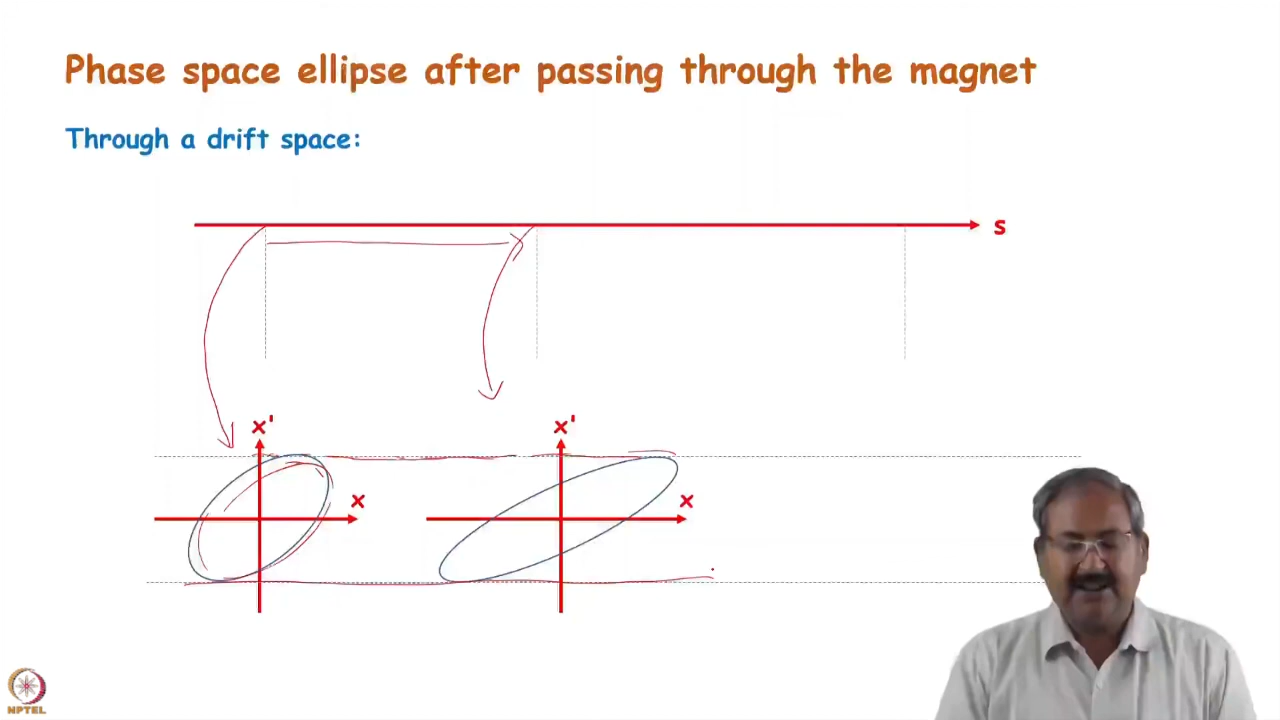 Phase space ellipse after passing through the magnet
Through a drift space:
s
x'
x'
x
x
NPTEL